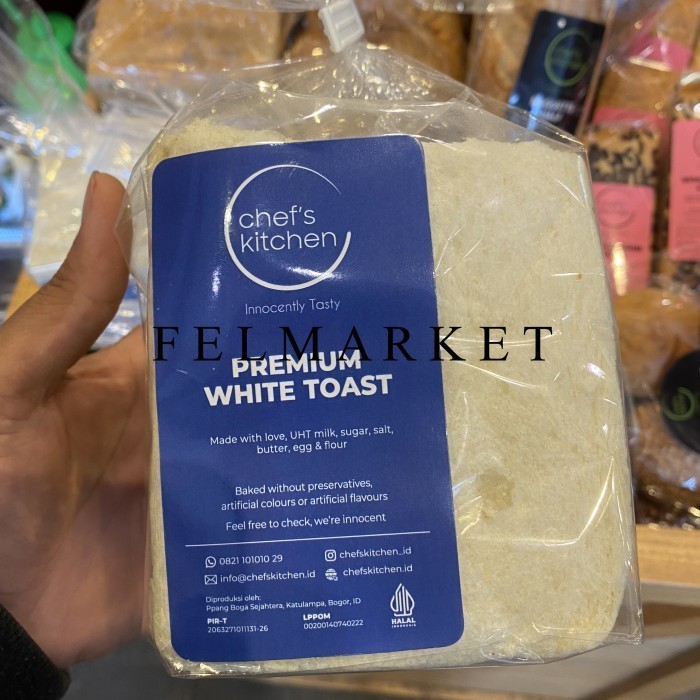 chef's
kitchen
Innocently Tasty
FELMARKET
PREMIUM
WHITE TOAST
Made with love, UHT milk, sugar, salt,
butter, egg & flour
Baked without preservatives,
artificial colours or artificial flavours
Feel free to check, we're innocent
0821 101010 29
chefskitchen_id
info@chefskitchen.id
chefskitchen.id
Diproduksi oleh:
Ppang Boga Sejahtera, Katulampa, Bogor, ID
PIR-T
2063271011131-26
LPPOM
00200140740222
HALAL
INDONESIA